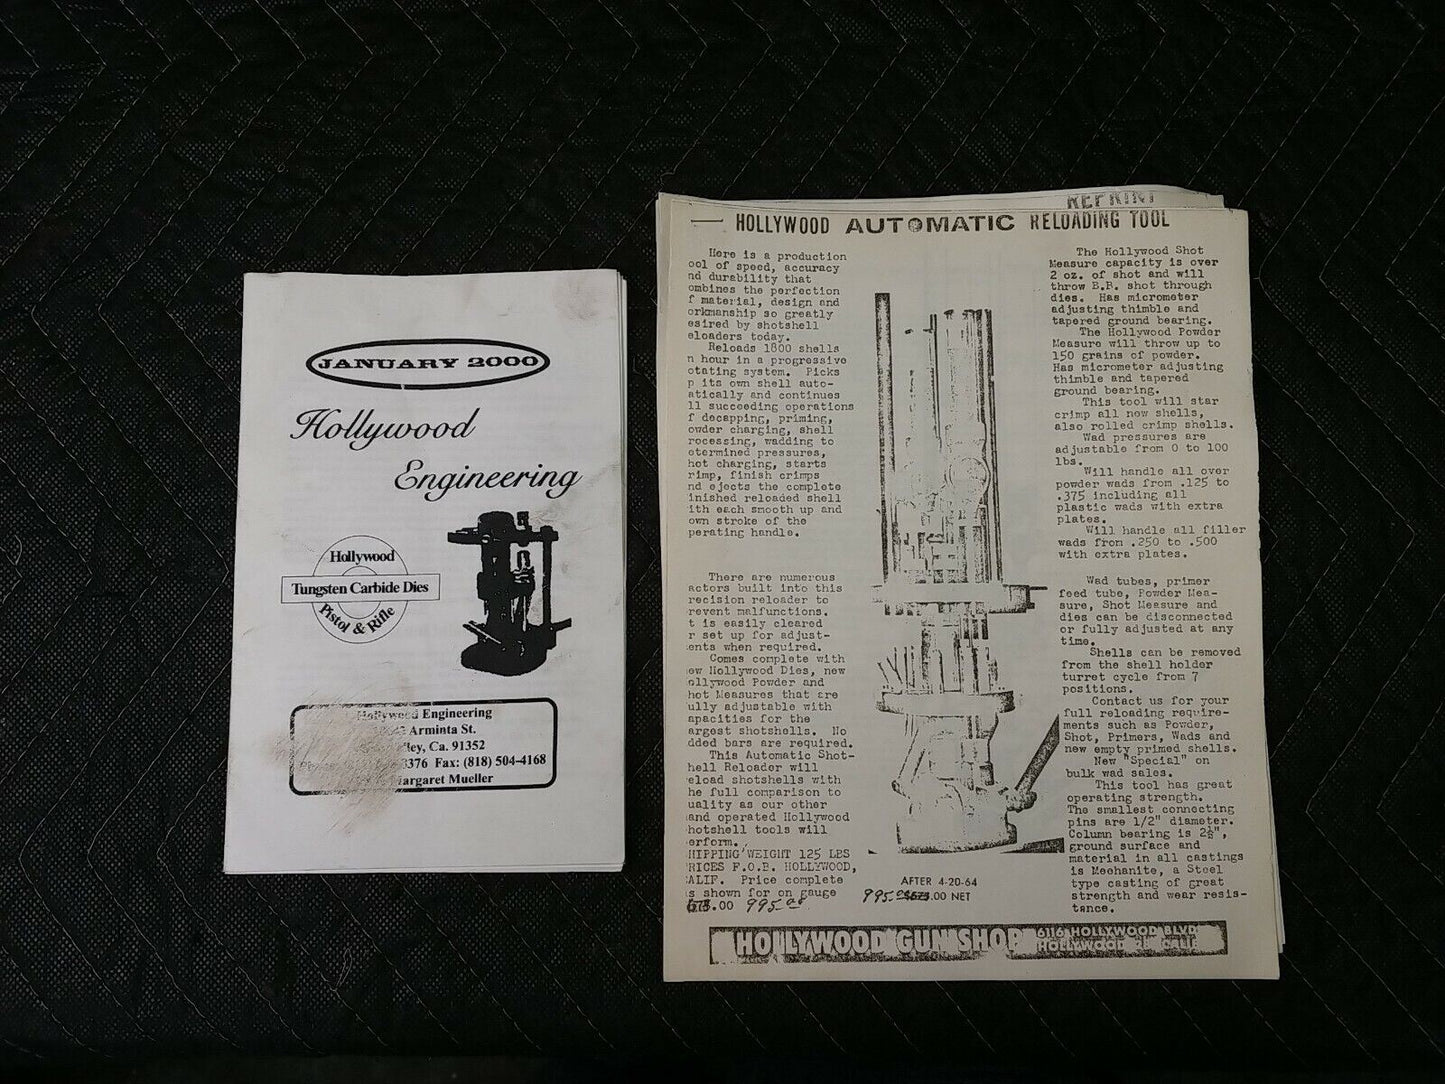 JANUARY 2000
Hollywood
Engineering
Hollywood
Tungsten Carbide Dies
Pistol & Rifle
Hollywood Engineering
Arminta St.
Ca. 91352
Fax: (818) 504-4168
Margaret Mueller
REPRINT
HOLLYWOOD AUTOMATIC RELOADING TOOL
Here is a production
ool of speed, accuracy
nd durability that
ombines the perfection
f material, design and
orkmanship so greatly
esired by shotshell
eloaders today.
Reloads 1800 shells
n hour in a progressive
otating system. Picks
p its own shell auto-
atically and continues
ll succeeding operations
f decapping, priming,
owder charging, shell
rocessing, wadding to
etermined pressures,
hot charging, starts
rimp, finish crimps
nd ejects the complete
inished reloaded shell
ith each smooth up and
own stroke of the
perating handle.
There are numerous
actors built into this
recision reloader to
revent malfunctions.
t is easily cleared
r set up for adjust-
ents when required.
Comes complete with
ew Hollywood Dies, new
ollywood Powder and
hot Measures that are
ully adjustable with
apacities for the
argest shotshells. No
dded bars are required.
This Automatic Shot-
hell Reloader will
eload shotshells with
he full comparison to
uality as our other
and operated Hollywood
hotshell tools will
erform.
HIPPING WEIGHT 125 LBS
RICES F.O.B. HOLLYWOOD,
ALIF. Price complete
s shown for on gauge
.00 995.00
AFTER 4-20-64
995.00 $675.00 NET
The Hollywood Shot
Measure capacity is over
2 oz. of shot and will
throw B.B. shot through
dies. Has micrometer
adjusting thimble and
tapered ground bearing.
The Hollywood Powder
Measure will throw up to
150 grains of powder.
Has micrometer adjusting
thimble and tapered
ground bearing.
This tool will star
crimp all new shells,
also rolled crimp shells.
Wad pressures are
adjustable from 0 to 100
lbs.
Will handle all over
powder wads from .125 to
.375 including all
plastic wads with extra
plates.
Will handle all filler
wads from .250 to .500
with extra plates.
Wad tubes, primer
feed tube, Powder Mea-
sure, Shot Measure and
dies can be disconnected
or fully adjusted at any
time.
Shells can be removed
from the shell holder
turret cycle from 7
positions.
Contact us for your
full reloading require-
ments such as Powder,
Shot, Primers, Wads and
new empty primed shells.
New "Special" on
bulk wad sales.
This tool has great
operating strength.
The smallest connecting
pins are 1/2" diameter.
Column bearing is 2½",
ground surface and
material in all castings
is Meehanite, a Steel
type casting of great
strength and wear resis-
tance.
HOLLYWOOD GUN SHOP
6116 HOLLYWOOD BLVD
HOLLYWOOD 28, CALIF.